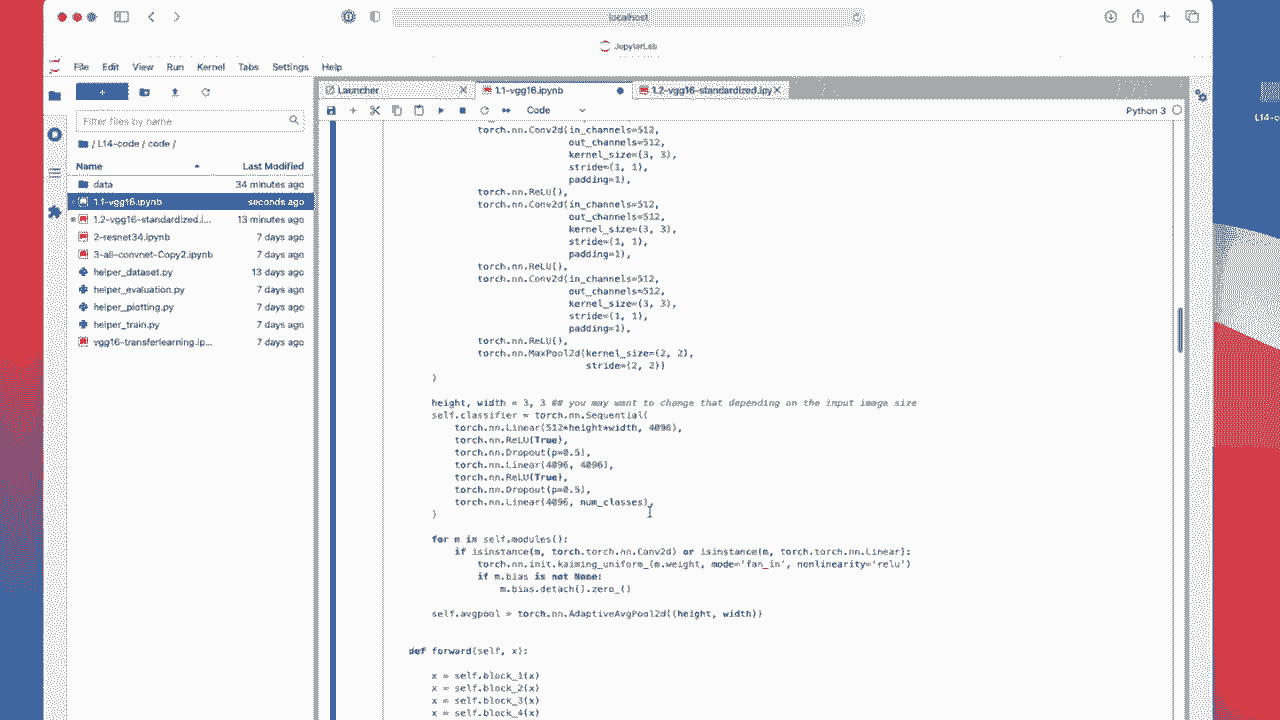 localhost
JupyterLab
File Edit View Run Kernel Tabs Settings Help
Launcher
1.1-vgg16.ipynb
1.2-vgg16-standardized.ipy
Code
Python 3
Filter files by name
/ L14-code / code /
Name Last Modified
data 34 minutes ago
1.1-vgg16.ipynb seconds ago
1.2-vgg16-standardized.i... 13 minutes ago
2-resnet34.ipynb 7 days ago
3-all-convnet-Copy2.ipynb 7 days ago
helper_dataset.py 13 days ago
helper_evaluation.py 7 days ago
helper_plotting.py 7 days ago
helper_train.py 7 days ago
vgg16-transferlearning.ip... 7 days ago
torch.nn.Conv2d(in_channels=512,
out_channels=512,
kernel_size=(3, 3),
stride=(1, 1),
padding=1),
torch.nn.ReLU(),
torch.nn.Conv2d(in_channels=512,
out_channels=512,
kernel_size=(3, 3),
stride=(1, 1),
padding=1),
torch.nn.ReLU(),
torch.nn.Conv2d(in_channels=512,
out_channels=512,
kernel_size=(3, 3),
stride=(1, 1),
padding=1),
torch.nn.ReLU(),
torch.nn.MaxPool2d(kernel_size=(2, 2),
stride=(2, 2))
)
height, width = 3, 3 ## you may want to change that depending on the input image size
self.classifier = torch.nn.Sequential(
torch.nn.Linear(512*height*width, 4096),
torch.nn.ReLU(True),
torch.nn.Dropout(p=0.5),
torch.nn.Linear(4096, 4096),
torch.nn.ReLU(True),
torch.nn.Dropout(p=0.5),
torch.nn.Linear(4096, num_classes),
)
for m in self.modules():
if isinstance(m, torch.torch.nn.Conv2d) or isinstance(m, torch.torch.nn.Linear):
torch.nn.init.kaiming_uniform_(m.weight, mode='fan_in', nonlinearity='relu')
if m.bias is not None:
m.bias.detach().zero_()
self.avgpool = torch.nn.AdaptiveAvgPool2d((height, width))
def forward(self, x):
x = self.block_1(x)
x = self.block_2(x)
x = self.block_3(x)
x = self.block_4(x)